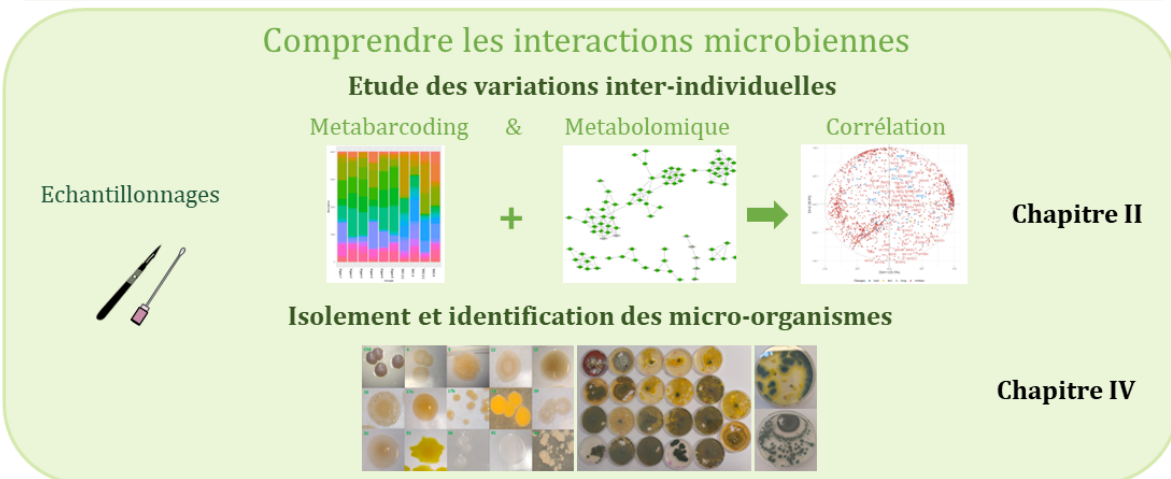 Comprendre les interactions microbiennes
Etude des variations inter-individuelles
Metabarcoding & Metabolomique Corrélation
Echantillonnages
Chapitre II
Isolement et identification des micro-organismes
Chapitre IV